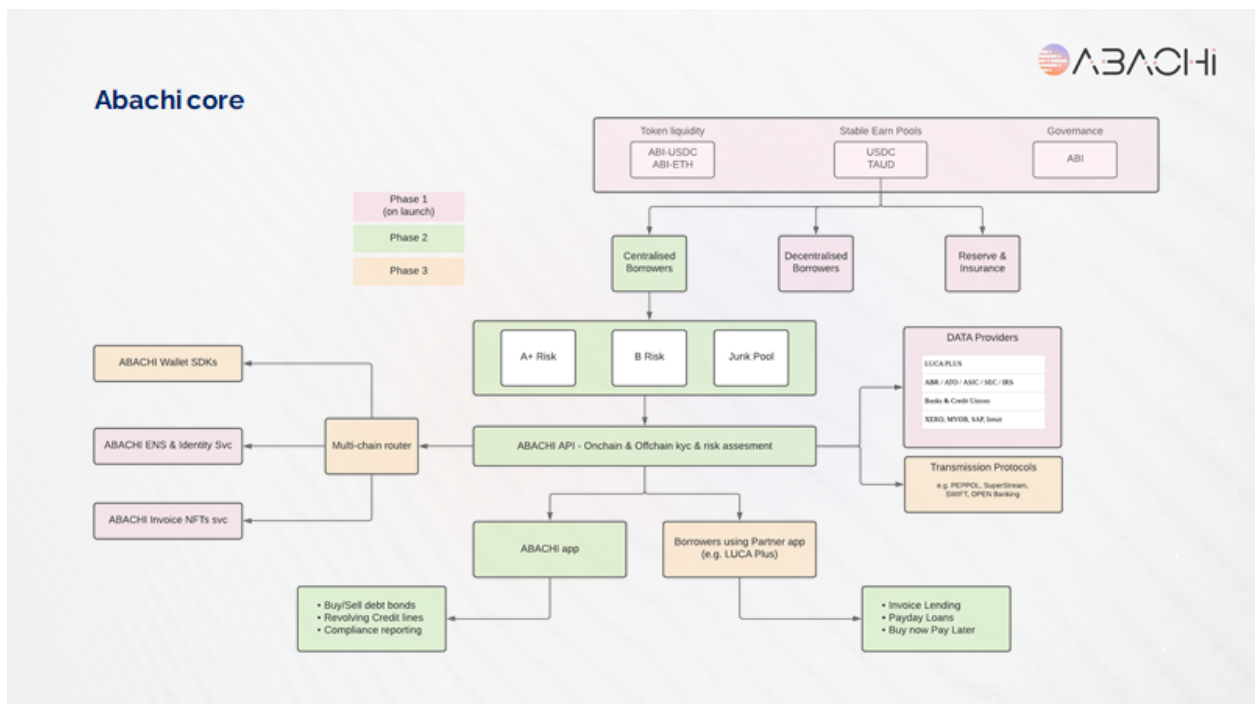 ABACHi
Abachi core
Token liquidity
ABI-USDC
ABI-ETH
Stable Earn Pools
USDC
TAUD
Governance
ABI
Phase 1
(on launch)
Phase 2
Phase 3
Centralised
Borrowers
Decentralised
Borrowers
Reserve &
Insurance
A+ Risk
B Risk
Junk Pool
DATA Providers
LUCA PLUS
ABR / ATO / ASIC / SEC / IRS
Banks & Credit Unions
XERO, MYOB, SAP, Intuit
ABACHI Wallet SDKs
ABACHI ENS & Identity Svc
Multi-chain router
ABACHI API - Onchain & Offchain kyc & risk assesment
Transmission Protocols
e.g. PEPPOL, SuperStream,
SWIFT, OPEN Banking
ABACHI Invoice NFTs svc
ABACHI app
Borrowers using Partner app
(e.g. LUCA Plus)
• Buy/Sell debt bonds
• Revolving Credit lines
• Compliance reporting
• Invoice Lending
• Payday Loans
• Buy now Pay Later